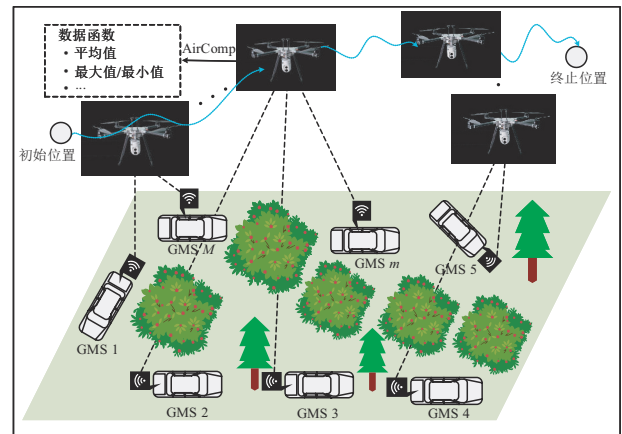 数据函数
• 平均值
• 最大值/最小值
• ...
AirComp
初始位置
终止位置
GMS M
GMS m
GMS 5
GMS 1
GMS 2
GMS 3
GMS 4